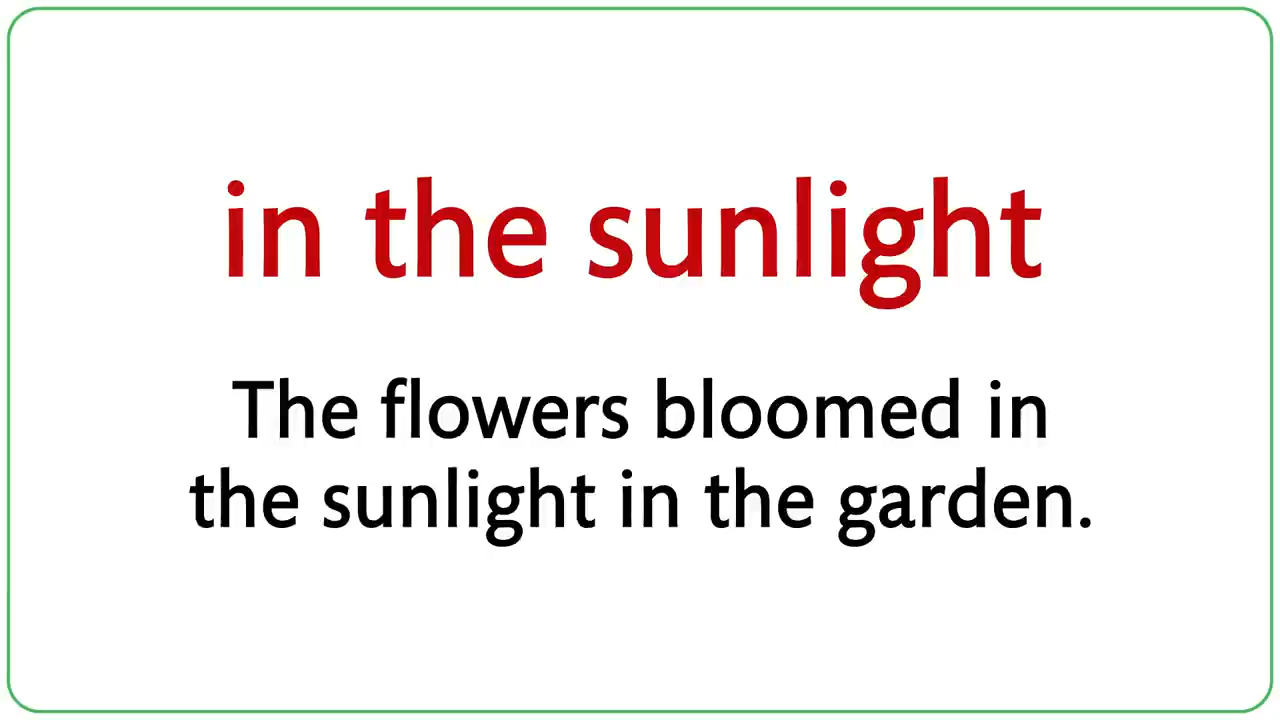 in the sunlight
The flowers bloomed in
the sunlight in the garden.